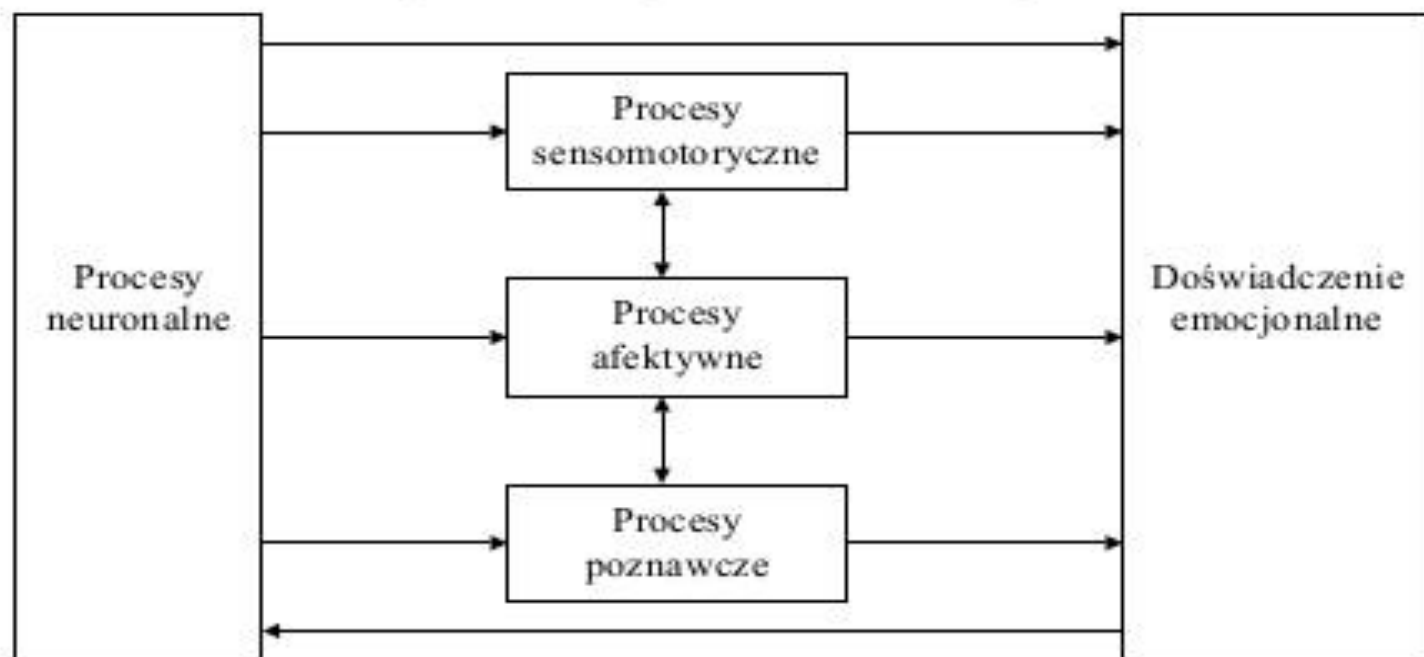 Procesy
sensomotoryczne
Procesy
neuronalne
Procesy
afektywne
Doświadczenie
emocjonalne
Procesy
poznawcze